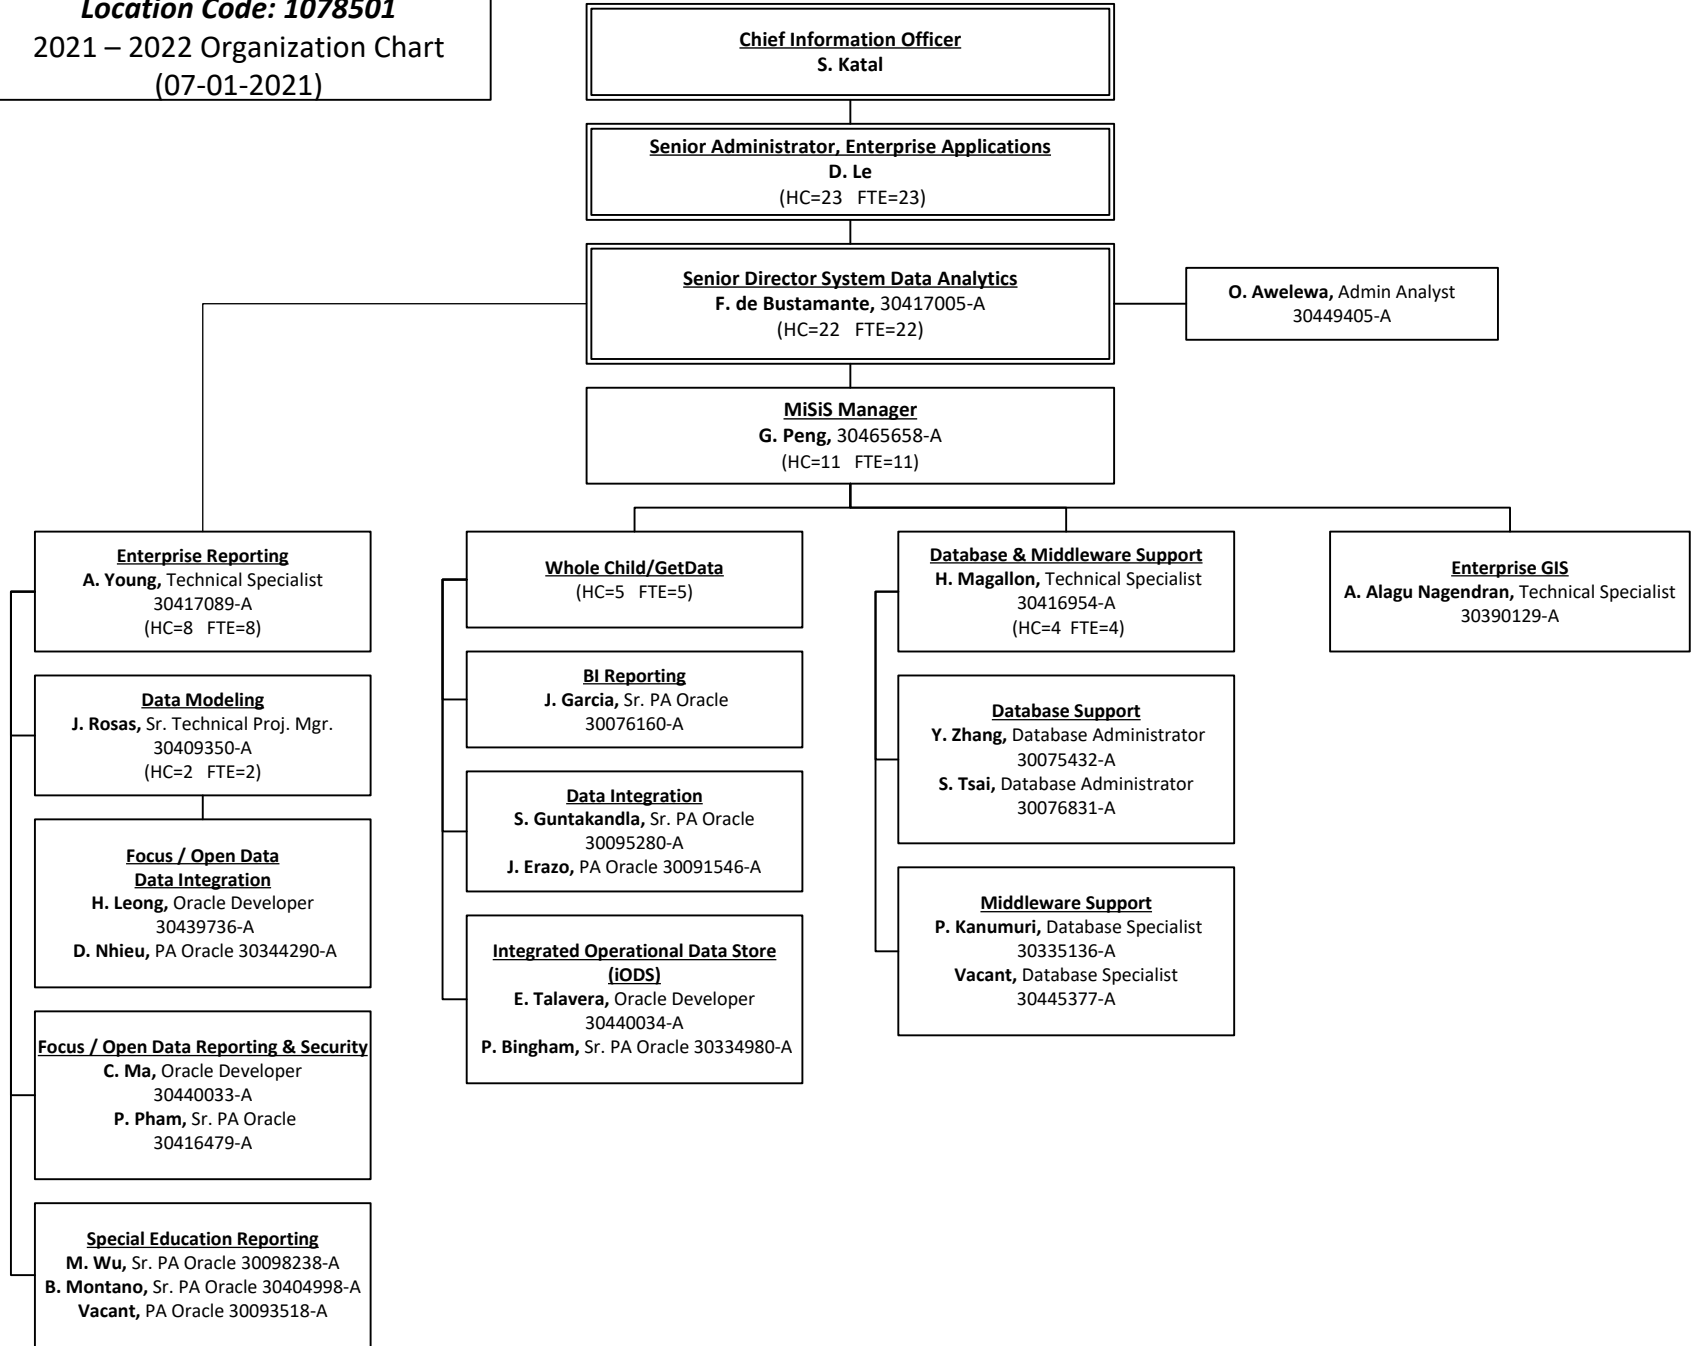 Location Code: 1078501
2021 – 2022 Organization Chart
(07-01-2021)
Chief Information Officer
S. Katal
Senior Administrator, Enterprise Applications
D. Le
(HC=23 FTE=23)
Senior Director System Data Analytics
F. de Bustamante, 30417005-A
(HC=22 FTE=22)
O. Awelewa, Admin Analyst
30449405-A
MiSiS Manager
G. Peng, 30465658-A
(HC=11 FTE=11)
Enterprise Reporting
A. Young, Technical Specialist
30417089-A
(HC=8 FTE=8)
Data Modeling
J. Rosas, Sr. Technical Proj. Mgr.
30409350-A
(HC=2 FTE=2)
Focus / Open Data
Data Integration
H. Leong, Oracle Developer
30439736-A
D. Nhieu, PA Oracle 30344290-A
Focus / Open Data Reporting & Security
C. Ma, Oracle Developer
30440033-A
P. Pham, Sr. PA Oracle
30416479-A
Special Education Reporting
M. Wu, Sr. PA Oracle 30098238-A
B. Montano, Sr. PA Oracle 30404998-A
Vacant, PA Oracle 30093518-A
Whole Child/GetData
(HC=5 FTE=5)
BI Reporting
J. Garcia, Sr. PA Oracle
30076160-A
Data Integration
S. Guntakandla, Sr. PA Oracle
30095280-A
J. Erazo, PA Oracle 30091546-A
Integrated Operational Data Store
(iODS)
E. Talavera, Oracle Developer
30440034-A
P. Bingham, Sr. PA Oracle 30334980-A
Database & Middleware Support
H. Magallon, Technical Specialist
30416954-A
(HC=4 FTE=4)
Database Support
Y. Zhang, Database Administrator
30075432-A
S. Tsai, Database Administrator
30076831-A
Middleware Support
P. Kanumuri, Database Specialist
30335136-A
Vacant, Database Specialist
30445377-A
Enterprise GIS
A. Alagu Nagendran, Technical Specialist
30390129-A